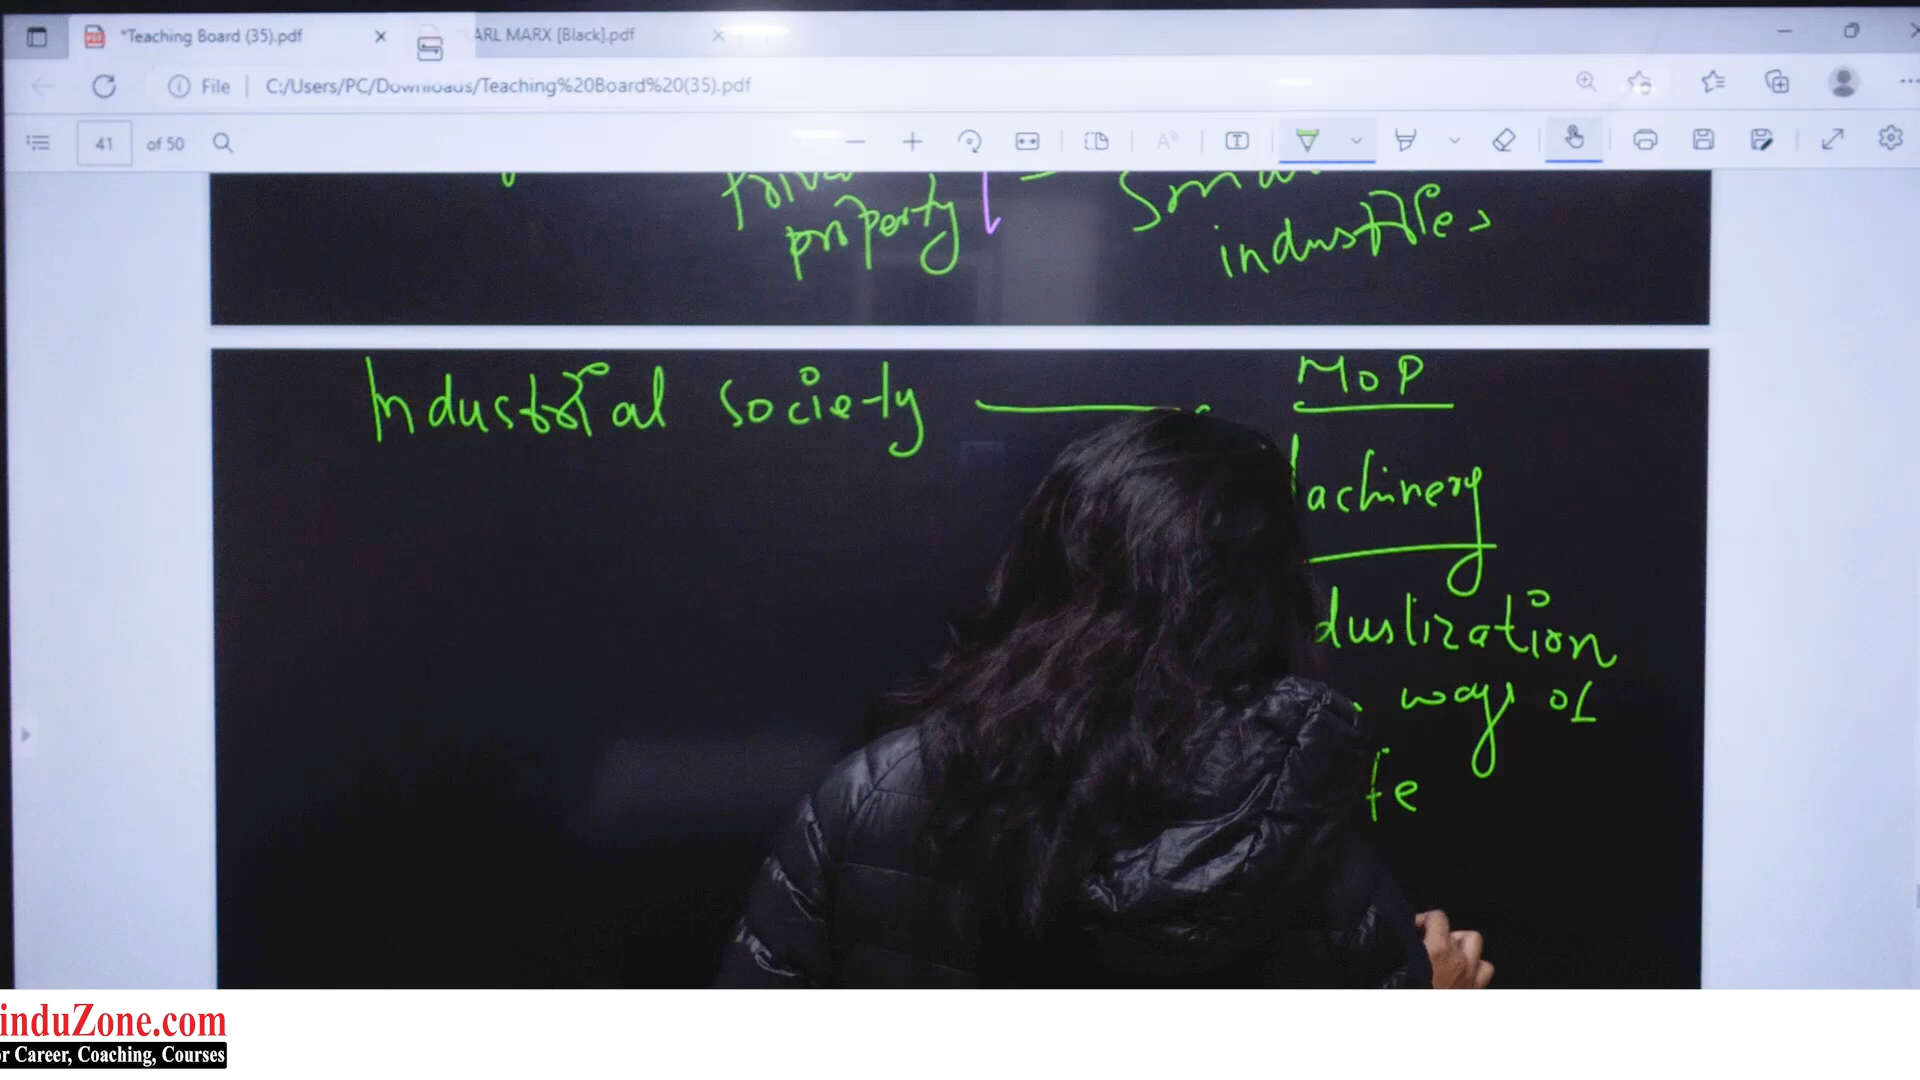 *Teaching Board (35).pdf
ARL MARX [Black].pdf
File
C:/Users/PC/Downloads/Teaching%20Board%20(35).pdf
41 of 50
property
industries
Industrial society
MOP
achinery
duslization
ways of
fe
induZone.com
or Career, Coaching, Courses